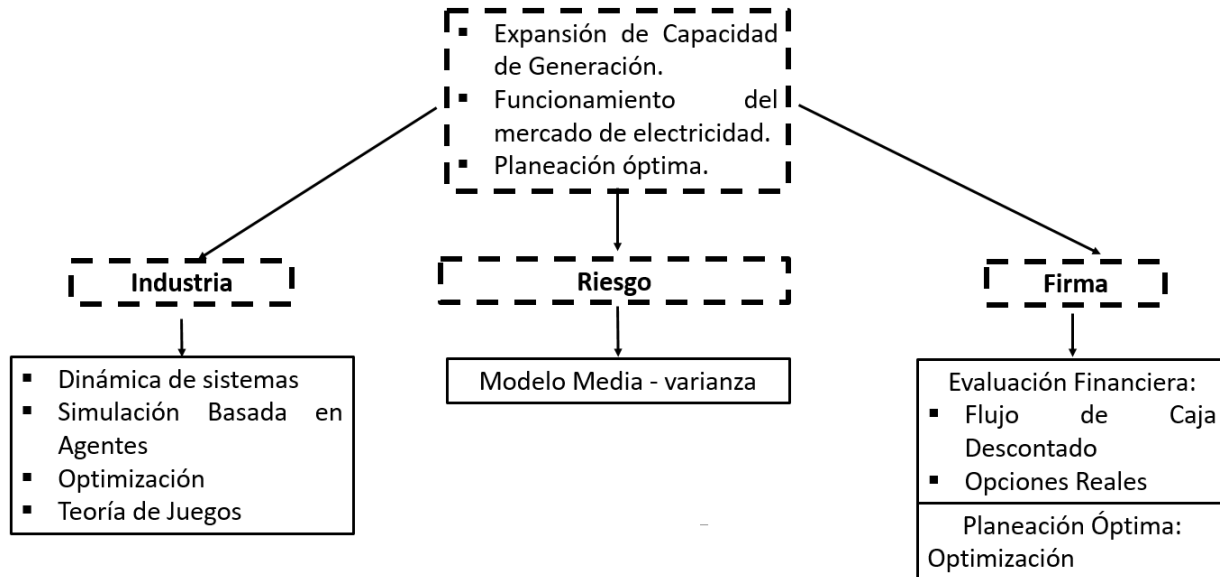 ▪ Expansión de Capacidad
de Generación.
▪ Funcionamiento del
mercado de electricidad.
▪ Planeación óptima.
Industria
Riesgo
Firma
▪ Dinámica de sistemas
▪ Simulación Basada en
Agentes
▪ Optimización
▪ Teoría de Juegos
Modelo Media - varianza
Evaluación Financiera:
▪ Flujo de Caja
Descontado
▪ Opciones Reales
Planeación Óptima:
Optimización